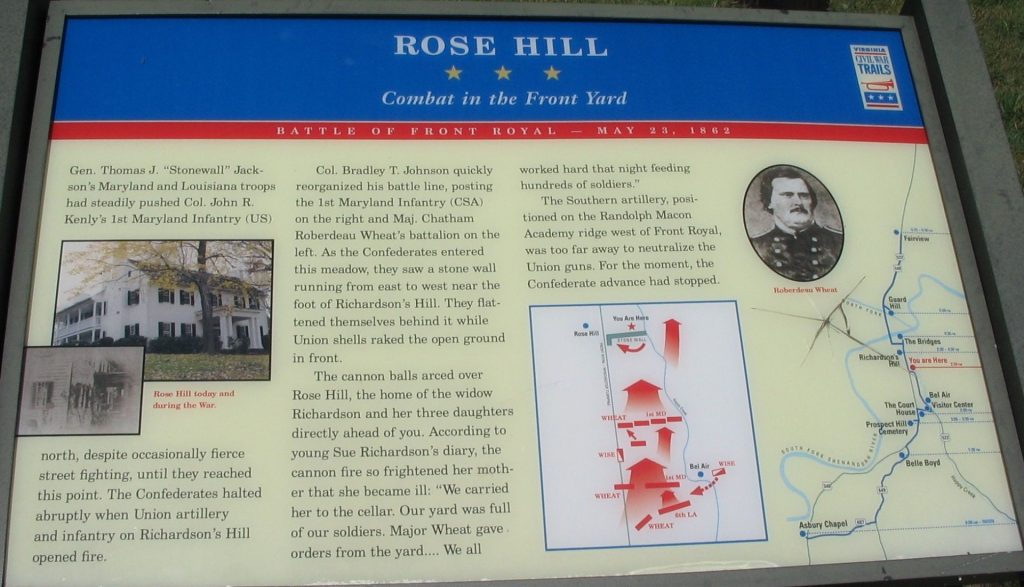 ROSE HILL
Combat in the Front Yard
VIRGINIA
CIVIL WAR
TRAILS
BATTLE OF FRONT ROYAL — MAY 23, 1862
Gen. Thomas J. “Stonewall” Jack-
son’s Maryland and Louisiana troops
had steadily pushed Col. John R.
Kenly’s 1st Maryland Infantry (US)
Rose Hill today and
during the War.
north, despite occasionally fierce
street fighting, until they reached
this point. The Confederates halted
abruptly when Union artillery
and infantry on Richardson’s Hill
opened fire.
Col. Bradley T. Johnson quickly
reorganized his battle line, posting
the 1st Maryland Infantry (CSA)
on the right and Maj. Chatham
Roberdeau Wheat’s battalion on the
left. As the Confederates entered
this meadow, they saw a stone wall
running from east to west near the
foot of Richardson’s Hill. They flat-
tened themselves behind it while
Union shells raked the open ground
in front.
The cannon balls arced over
Rose Hill, the home of the widow
Richardson and her three daughters
directly ahead of you. According to
young Sue Richardson’s diary, the
cannon fire so frightened her moth-
er that she became ill: “We carried
her to the cellar. Our yard was full
of our soldiers. Major Wheat gave
orders from the yard.... We all
worked hard that night feeding
hundreds of soldiers.”
The Southern artillery, posi-
tioned on the Randolph Macon
Academy ridge west of Front Royal,
was too far away to neutralize the
Union guns. For the moment, the
Confederate advance had stopped.
Roberdeau Wheat
You Are Here
Rose Hill
STONE WALL
WHEAT
1st MD
WISE
Bel Air
WISE
1st MD
WHEAT
6th LA
WHEAT
Fairview
Guard
Hill
NORTH FORK
The Bridges
Richardson's
Hill
You are Here
Bel Air
Visitor Center
The Court
House
Prospect Hill
Cemetery
SOUTH FORK SHENANDOAH RIVER
Belle Boyd
Happy Creek
Asbury Chapel